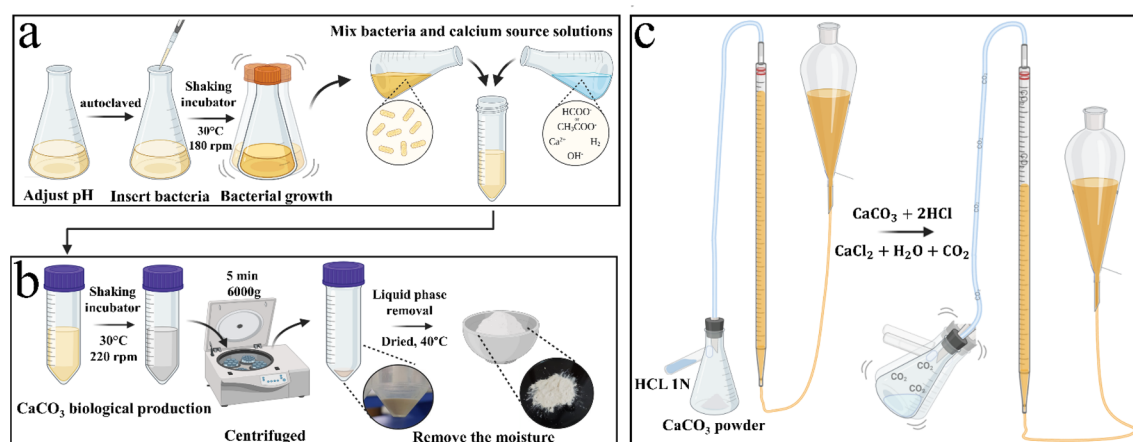 a
Mix bacteria and calcium source solutions
autoclaved
Shaking
incubator
30°C
180 rpm
HCOO⁻
CH₃COO⁻
Ca²⁺
H₂
OH⁻
Adjust pH
Insert bacteria
Bacterial growth
b
Shaking
incubator
30°C
220 rpm
5 min
6000g
Liquid phase
removal
Dried, 40°C
CaCO₃ biological production
Centrifuged
Remove the moisture
c
CaCO₃ + 2HCl
CaCl₂ + H₂O + CO₂
HCL 1N
CaCO₃ powder
CO₂
CO₂
CO₂